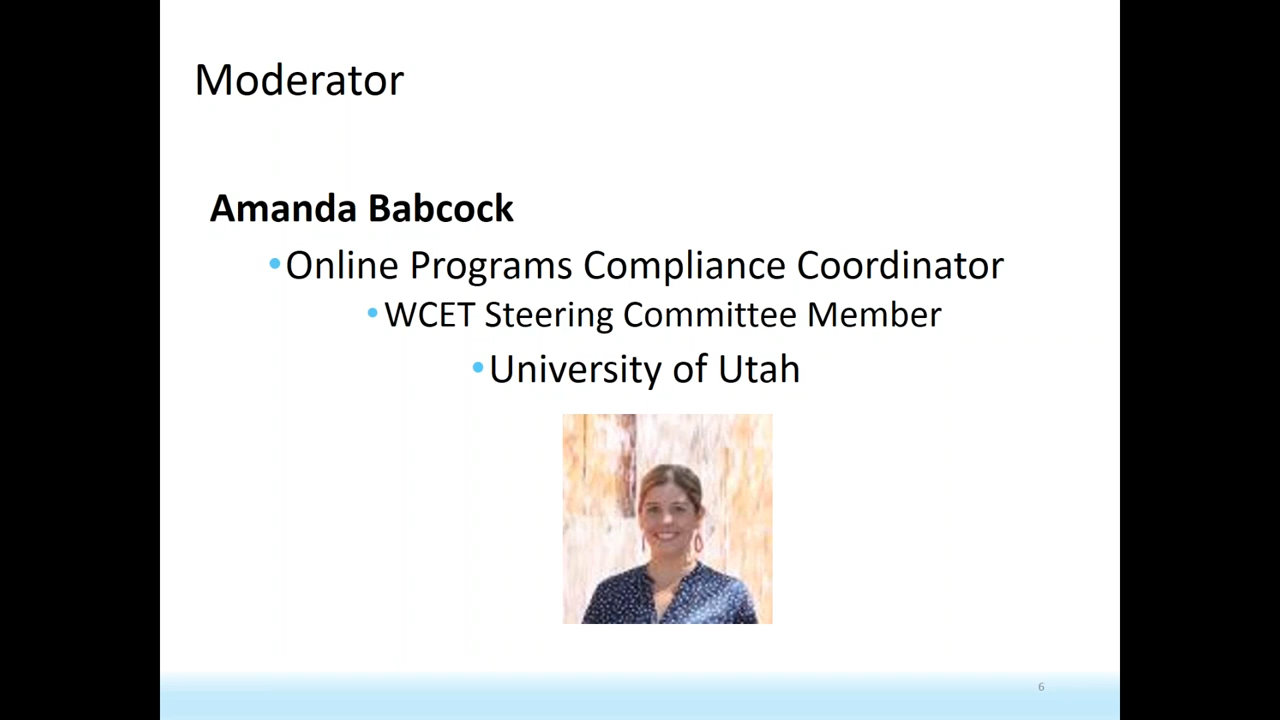 Moderator
Amanda Babcock
•Online Programs Compliance Coordinator
•WCET Steering Committee Member
•University of Utah
6